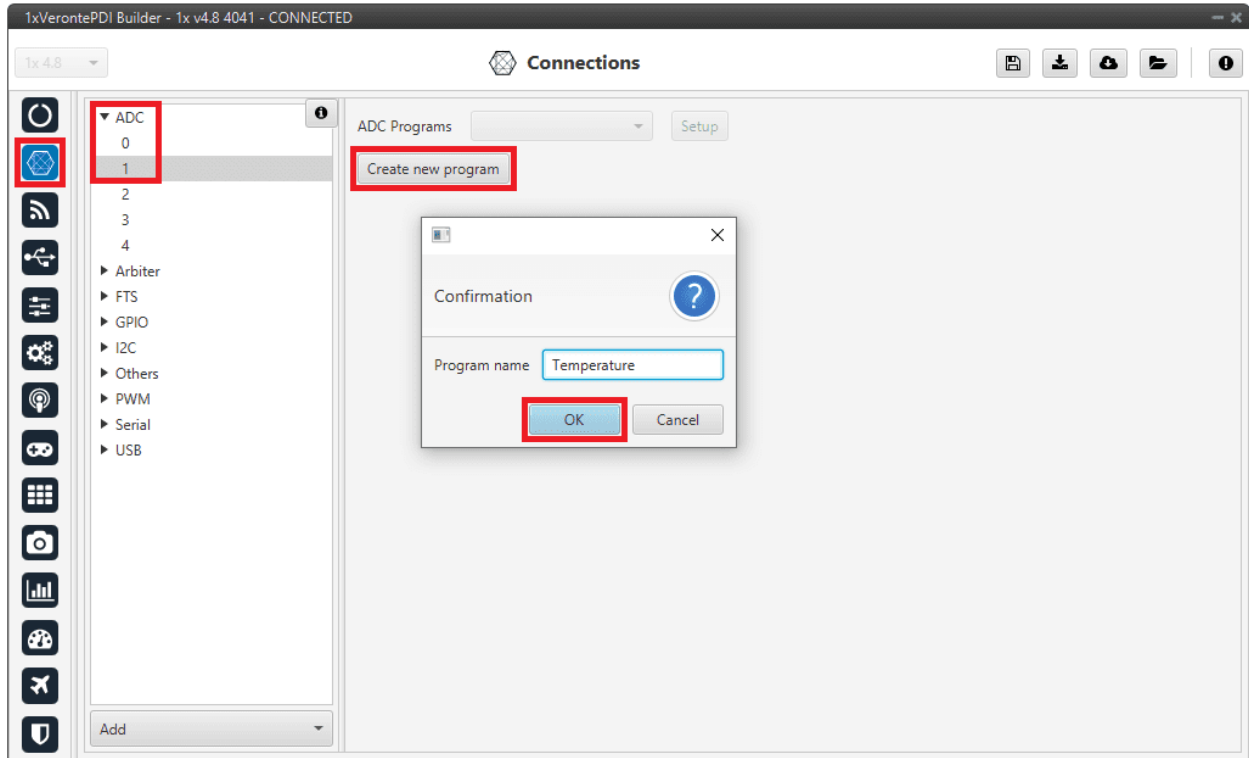 1xVerontePDI Builder - 1x v4.8 4041 - CONNECTED
1x 4.8
Connections
ADC
0
1
2
3
4
Arbiter
FTS
GPIO
I2C
Others
PWM
Serial
USB
Add
ADC Programs
Setup
Create new program
Confirmation
Program name
Temperature
OK
Cancel